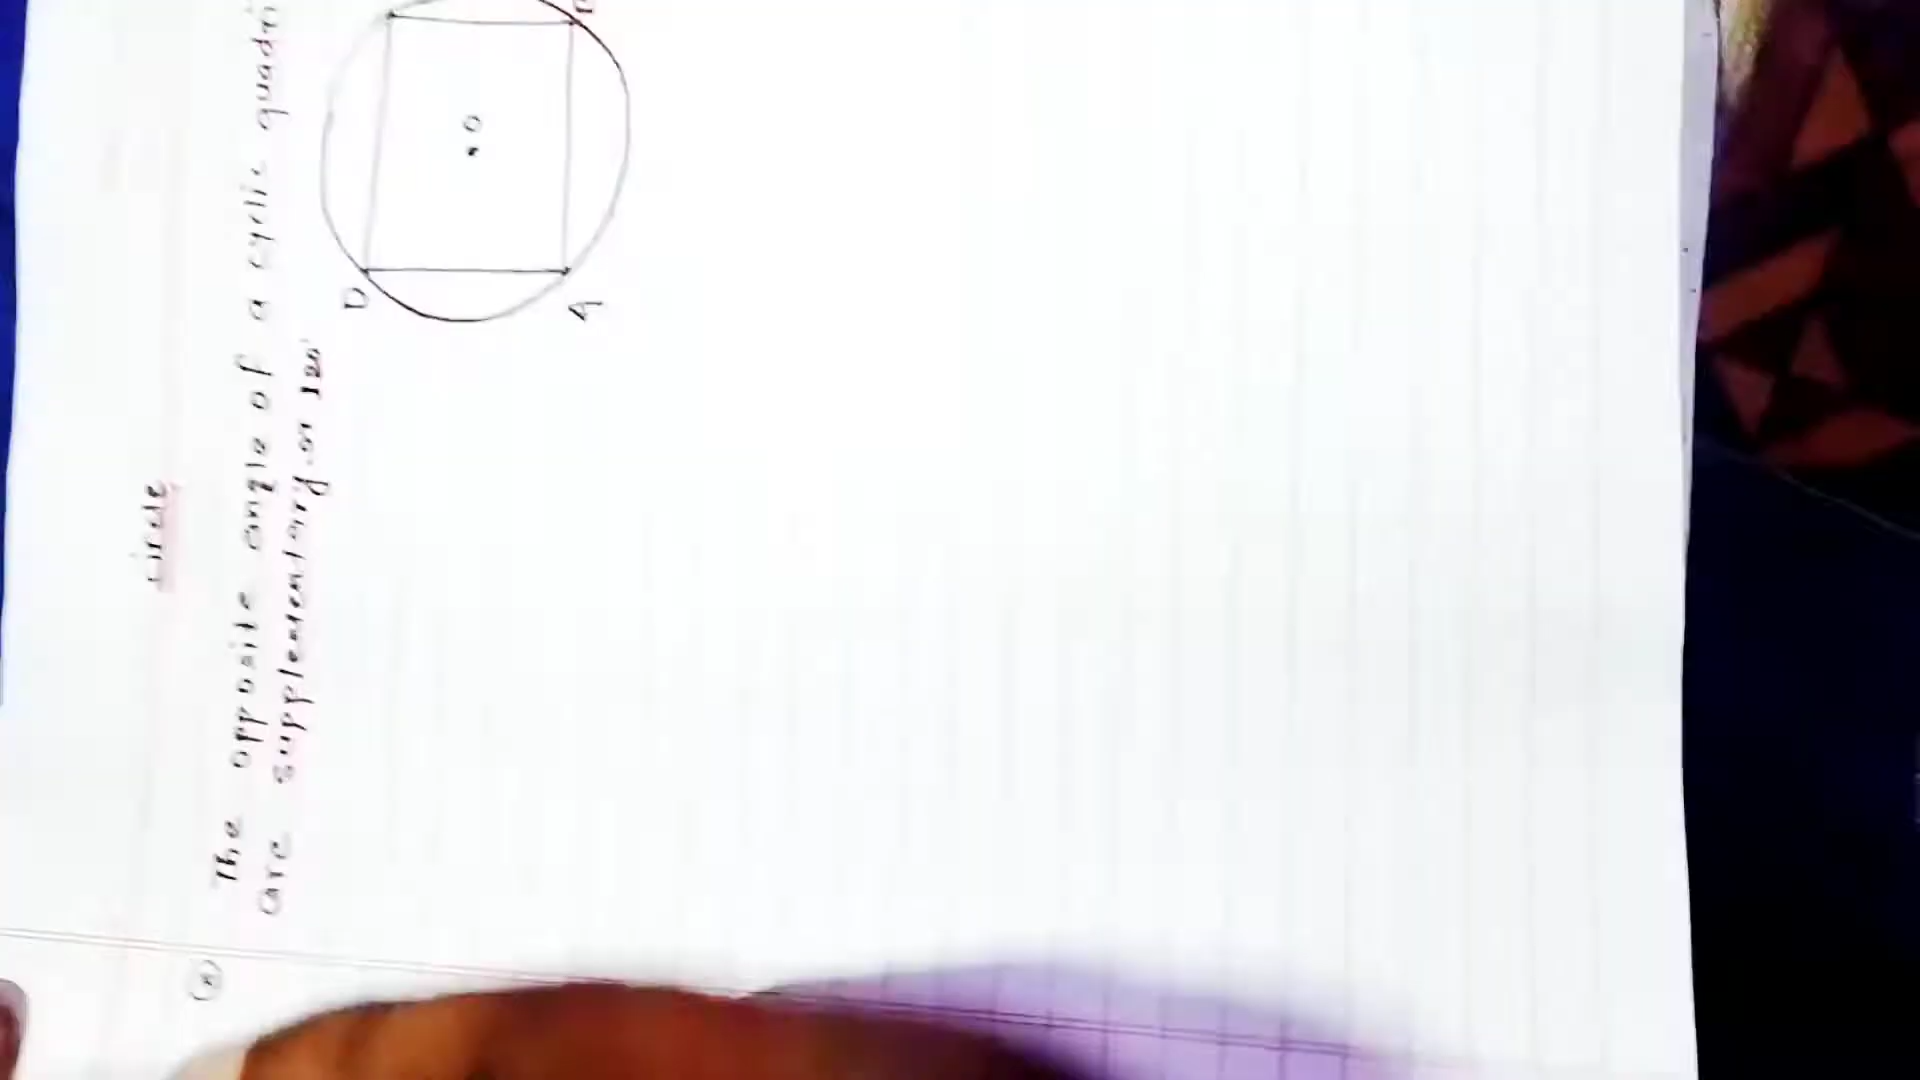 circle
The opposite angle of a cyclic quadri
are supplementary or 180°
D
A
O